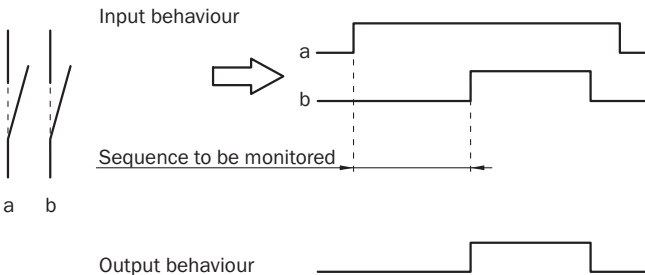 Input behaviour
a
b
Sequence to be monitored
a b
Output behaviour